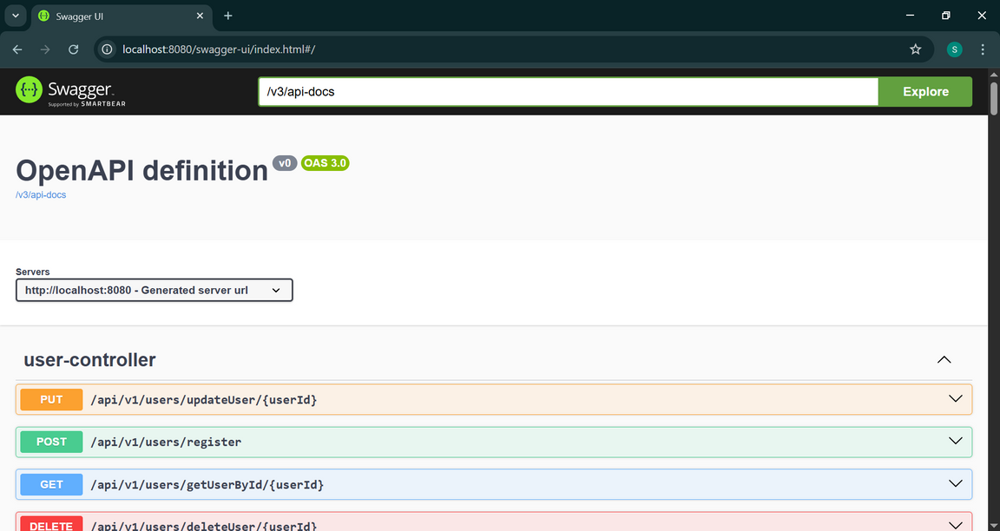 Swagger UI
localhost:8080/swagger-ui/index.html#/
S
{··}
Swagger
Supported by SMARTBEAR
/v3/api-docs
Explore
OpenAPI definition v0 OAS 3.0
/v3/api-docs
Servers
http://localhost:8080 - Generated server url
user-controller
PUT /api/v1/users/updateUser/{userId}
POST /api/v1/users/register
GET /api/v1/users/getUserById/{userId}
DELETE /api/v1/users/deleteUser/{userId}